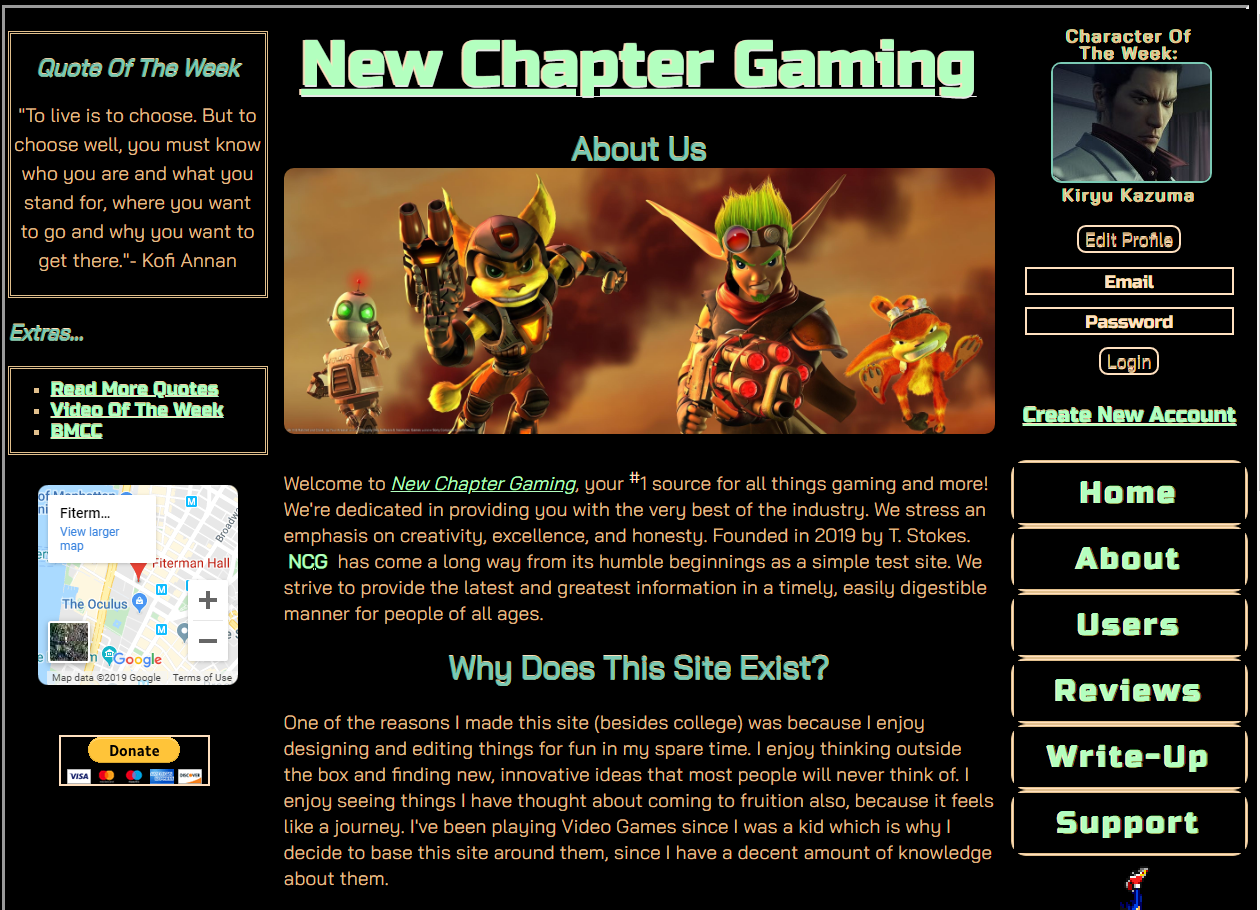 Quote Of The Week
"To live is to choose. But to
choose well, you must know
who you are and what you
stand for, where you want
to go and why you want to
get there."- Kofi Annan
Extras...
Read More Quotes
Video Of The Week
BMCC
Fiterm...
View larger
map
Broadw
Fiterman Hall
The Oculus
Google
Map data ©2019 Google Terms of Use
Donate
VISA
DISCOVER
New Chapter Gaming
About Us
Welcome to New Chapter Gaming, your #1 source for all things gaming and more!
We're dedicated in providing you with the very best of the industry. We stress an
emphasis on creativity, excellence, and honesty. Founded in 2019 by T. Stokes.
NCG has come a long way from its humble beginnings as a simple test site. We
strive to provide the latest and greatest information in a timely, easily digestible
manner for people of all ages.
Why Does This Site Exist?
One of the reasons I made this site (besides college) was because I enjoy
designing and editing things for fun in my spare time. I enjoy thinking outside
the box and finding new, innovative ideas that most people will never think of. I
enjoy seeing things I have thought about coming to fruition also, because it feels
like a journey. I've been playing Video Games since I was a kid which is why I
decide to base this site around them, since I have a decent amount of knowledge
about them.
Character Of
The Week:
Kiryu Kazuma
Edit Profile
Email
Password
Login
Create New Account
Home
About
Users
Reviews
Write-Up
Support